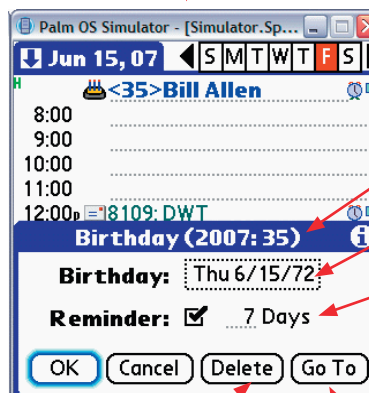 Palm OS Simulator - [Simulator.Sp...
Jun 15, 07 S M T W T F S
H <35>Bill Allen
8:00
9:00
10:00
11:00
12:00p 8109: DWT
Birthday (2007: 35) i
Birthday: Thu 6/15/72
Reminder: 7 Days
OK Cancel Delete Go To